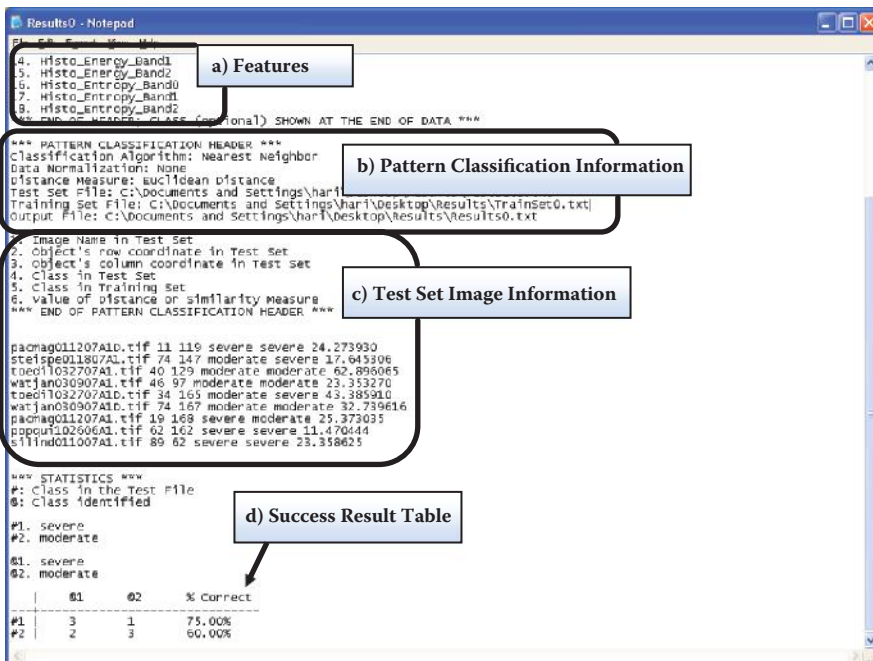 Results0 - Notepad
a) Features
4. Histo_Energy_Band1
5. Histo_Energy_Band2
6. Histo_Entropy_Band0
7. Histo_Entropy_Band1
8. Histo_Entropy_Band2
*** END OF HEADER; CLASS (optional) SHOWN AT THE END OF DATA ***
*** PATTERN CLASSIFICATION HEADER ***
Classification Algorithm: Nearest Neighbor
b) Pattern Classification Information
Data Normalization: None
Distance Measure: Euclidean Distance
Test Set File: C:\Documents and Settings\hari\
Training Set File: C:\Documents and Settings\hari\Desktop\Results\TrainSet0.txt
Output File: C:\Documents and Settings\hari\Desktop\Results\Results0.txt
1. Image Name in Test Set
2. Object's row coordinate in Test Set
3. Object's column coordinate in Test Set
4. Class in Test Set
5. Class in Training Set
c) Test Set Image Information
6. Value of Distance or Similarity Measure
*** END OF PATTERN CLASSIFICATION HEADER ***
pacmag011207A1D.tif 11 119 severe severe 24.273930
steispe011807A1.tif 74 147 moderate severe 17.645306
toedil032707A1.tif 40 129 moderate moderate 62.896065
watjan030907A1.tif 46 97 moderate moderate 23.353270
toedil032707A1D.tif 34 165 moderate severe 43.385910
watjan030907A1D.tif 74 167 moderate moderate 32.739616
pacmag011207A1.tif 19 168 severe moderate 25.373035
popqui102606A1.tif 62 162 severe severe 11.470444
silind011007A1.tif 89 62 severe severe 23.358625
*** STATISTICS ***
#: Class in the Test File
@: Class identified
d) Success Result Table
#1. severe
#2. moderate
@1. severe
@2. moderate
| @1 @2 % Correct
#1 | 3 1 75.00%
#2 | 2 3 60.00%